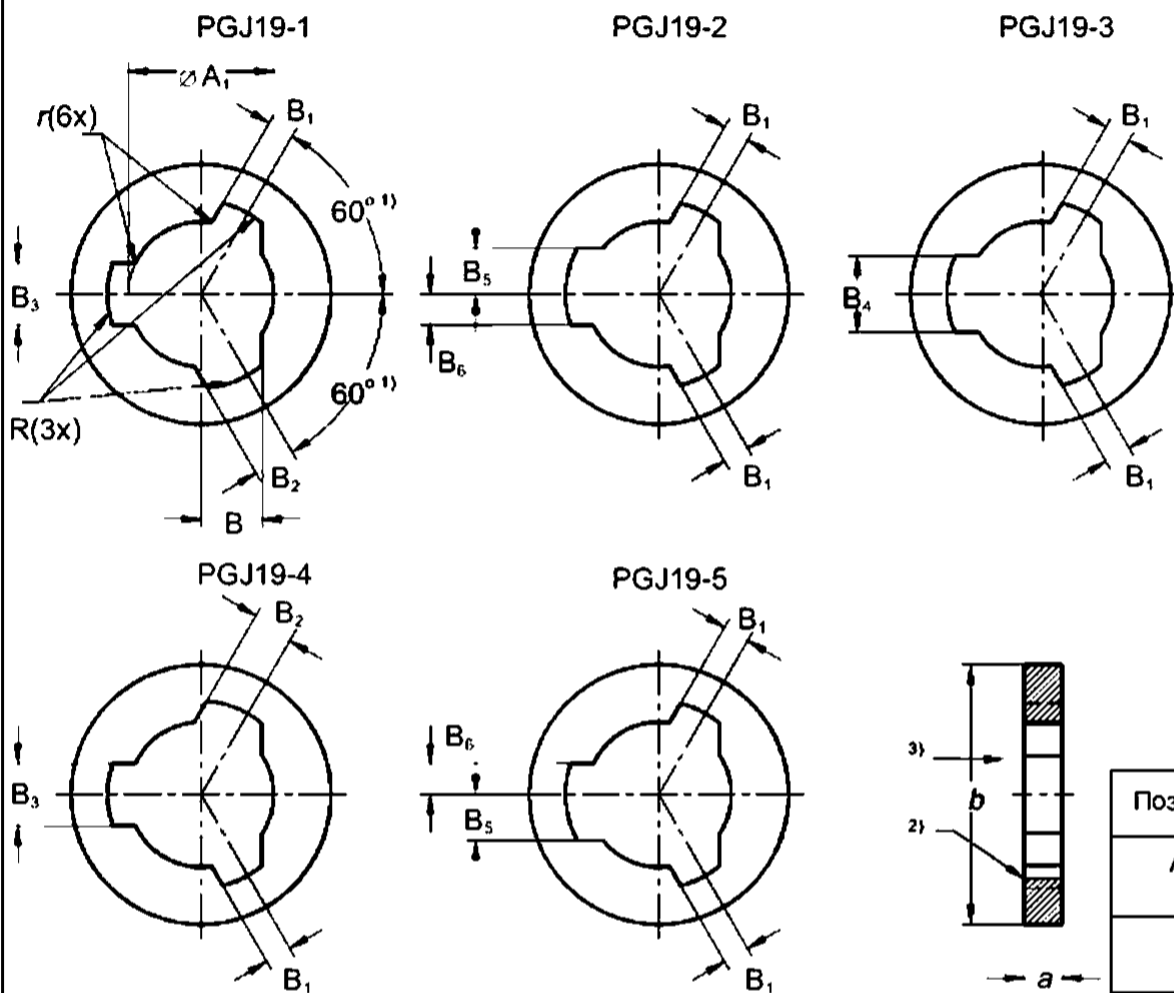 PGJ19-1
PGJ19-2
PGJ19-3
⌀ A₁
r(6x)
B₁
60° ¹⁾
B₃
60° ¹⁾
R(3x)
B₂
B
B₁
B₅
B₆
B₁
B₁
B₄
B₁
PGJ19-4
PGJ19-5
B₂
B₃
B₁
B₁
B₆
B₅
B₁
3)
b
2)
a
Поз